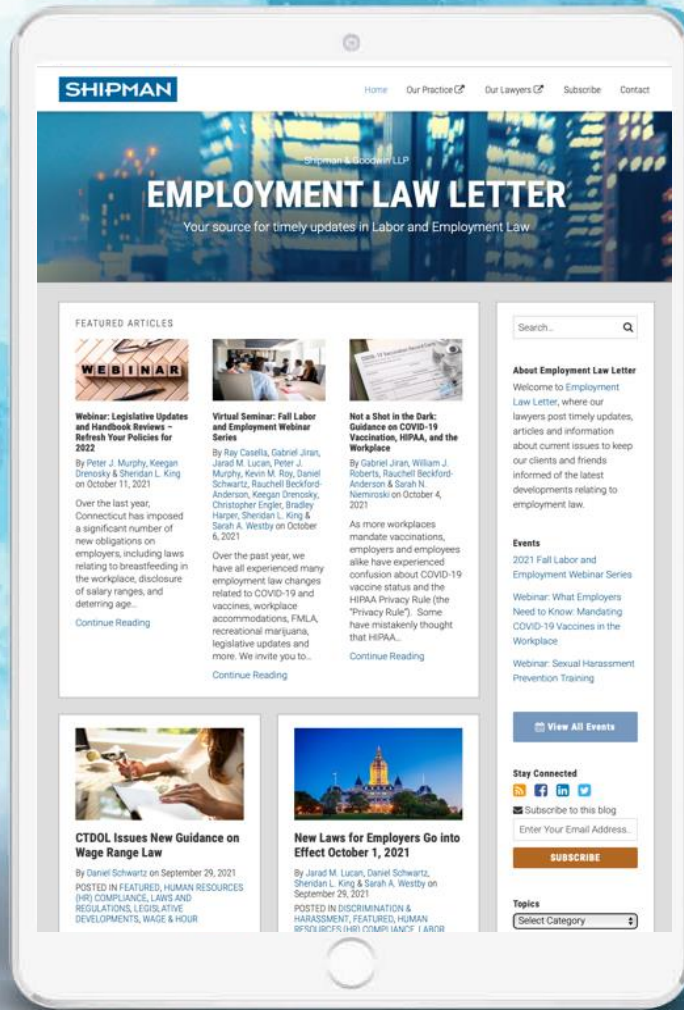 SHIPMAN
Home Our Practice Our Lawyers Subscribe Contact
Shipman & Goodwin LLP
EMPLOYMENT LAW LETTER
Your source for timely updates in Labor and Employment Law
FEATURED ARTICLES
WEBINAR
Webinar: Legislative Updates
and Handbook Reviews –
Refresh Your Policies for
2022
By Peter J. Murphy, Keegan
Drenosky & Sheridan L. King
on October 11, 2021
Over the last year,
Connecticut has imposed
a significant number of
new obligations on
employers, including laws
relating to breastfeeding in
the workplace, disclosure
of salary ranges, and
deterring age...
Continue Reading
Virtual Seminar: Fall Labor
and Employment Webinar
Series
By Ray Casella, Gabriel Jiran,
Jarad M. Lucan, Peter J.
Murphy, Kevin M. Roy, Daniel
Schwartz, Rauchell Beckford-
Anderson, Keegan Drenosky,
Christopher Engler, Bradley
Harper, Sheridan L. King &
Sarah A. Westby on October
6, 2021
Over the past year, we
have all experienced many
employment law changes
related to COVID-19 and
vaccines, workplace
accommodations, FMLA,
recreational marijuana,
legislative updates and
more. We invite you to...
Continue Reading
Not a Shot in the Dark:
Guidance on COVID-19
Vaccination, HIPAA, and the
Workplace
By Gabriel Jiran, William J.
Roberts, Rauchell Beckford-
Anderson & Sarah N.
Niemiroski on October 4,
2021
As more workplaces
mandate vaccinations,
employers and employees
alike have experienced
confusion about COVID-19
vaccine status and the
HIPAA Privacy Rule (the
"Privacy Rule"). Some
have mistakenly thought
that HIPAA...
Continue Reading
CTDOL Issues New Guidance on
Wage Range Law
By Daniel Schwartz on September 29, 2021
POSTED IN FEATURED, HUMAN RESOURCES
(HR) COMPLIANCE, LAWS AND
REGULATIONS, LEGISLATIVE
DEVELOPMENTS, WAGE & HOUR
New Laws for Employers Go into
Effect October 1, 2021
By Jarad M. Lucan, Daniel Schwartz,
Sheridan L. King & Sarah A. Westby on
September 29, 2021
POSTED IN DISCRIMINATION &
HARASSMENT, FEATURED, HUMAN
RESOURCES (HR) COMPLIANCE, LABOR
Search...
About Employment Law Letter
Welcome to Employment
Law Letter, where our
lawyers post timely updates,
articles and information
about current issues to keep
our clients and friends
informed of the latest
developments relating to
employment law.
Events
2021 Fall Labor and
Employment Webinar Series
Webinar: What Employers
Need to Know: Mandating
COVID-19 Vaccines in the
Workplace
Webinar: Sexual Harassment
Prevention Training
View All Events
Stay Connected
Subscribe to this blog
Enter Your Email Address..
SUBSCRIBE
Topics
Select Category